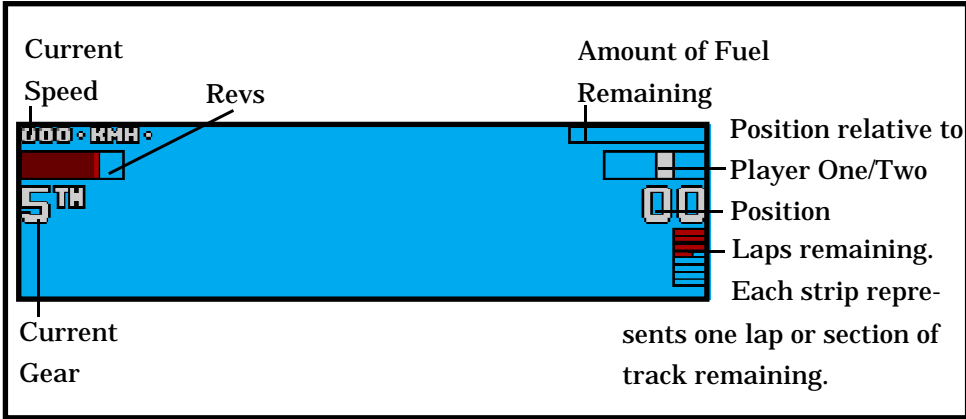 Current
Speed
Revs
Amount of Fuel
Remaining
000·KMH·
5TH
00
Position relative to
Player One/Two
Position
Laps remaining.
Each strip repre-
sents one lap or section of
track remaining.
Current
Gear